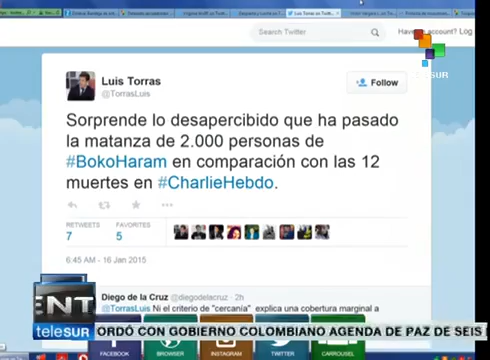 Search Twitter
Have account? Log
teleSUR
Luis Torras
@TorrasLuis
Follow
Sorprende lo desapercibido que ha pasado
la matanza de 2.000 personas de
#BokoHaram en comparación con las 12
muertes en #CharlieHebdo.
RETWEETS
7
FAVORITES
5
6:45 AM - 16 Jan 2015
Diego de la Cruz @diegodelacruz · 2h
@TorrasLuis Ni el criterio de "cercanía" explica una cobertura marginal a
ENT
teleSUR
ORDÓ CON GOBIERNO COLOMBIANO AGENDA DE PAZ DE SEIS
FACEBOOK
BROWSER
INSTAGRAM
TWITTER
CARROUSEL